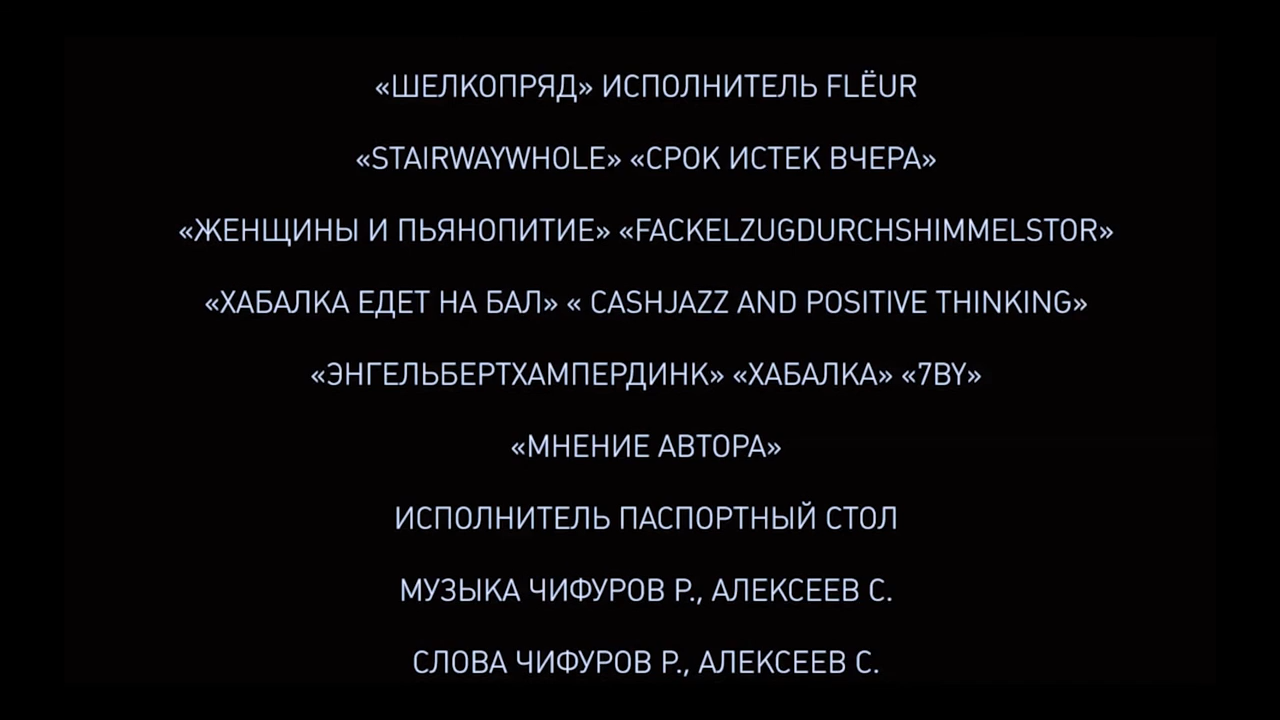 «ШЕЛКОПРЯД» ИСПОЛНИТЕЛЬ FLËUR
«STAIRWAYWHOLE» «СРОК ИСТЕК ВЧЕРА»
«ЖЕНЩИНЫ И ПЬЯНОПИТИЕ» «FACKELZUGDURCHSHIMMELSTOR»
«ХАБАЛКА ЕДЕТ НА БАЛ» « CASHJAZZ AND POSITIVE THINKING»
«ЭНГЕЛЬБЕРТХАМПЕРДИНК» «ХАБАЛКА» «7BY»
«МНЕНИЕ АВТОРА»
ИСПОЛНИТЕЛЬ ПАСПОРТНЫЙ СТОЛ
МУЗЫКА ЧИФУРОВ Р., АЛЕКСЕЕВ С.
СЛОВА ЧИФУРОВ Р., АЛЕКСЕЕВ С.